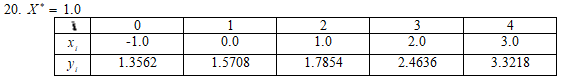 20. X* = 1.0
i 0 1 2 3 4
xᵢ -1.0 0.0 1.0 2.0 3.0
yᵢ 1.3562 1.5708 1.7854 2.4636 3.3218